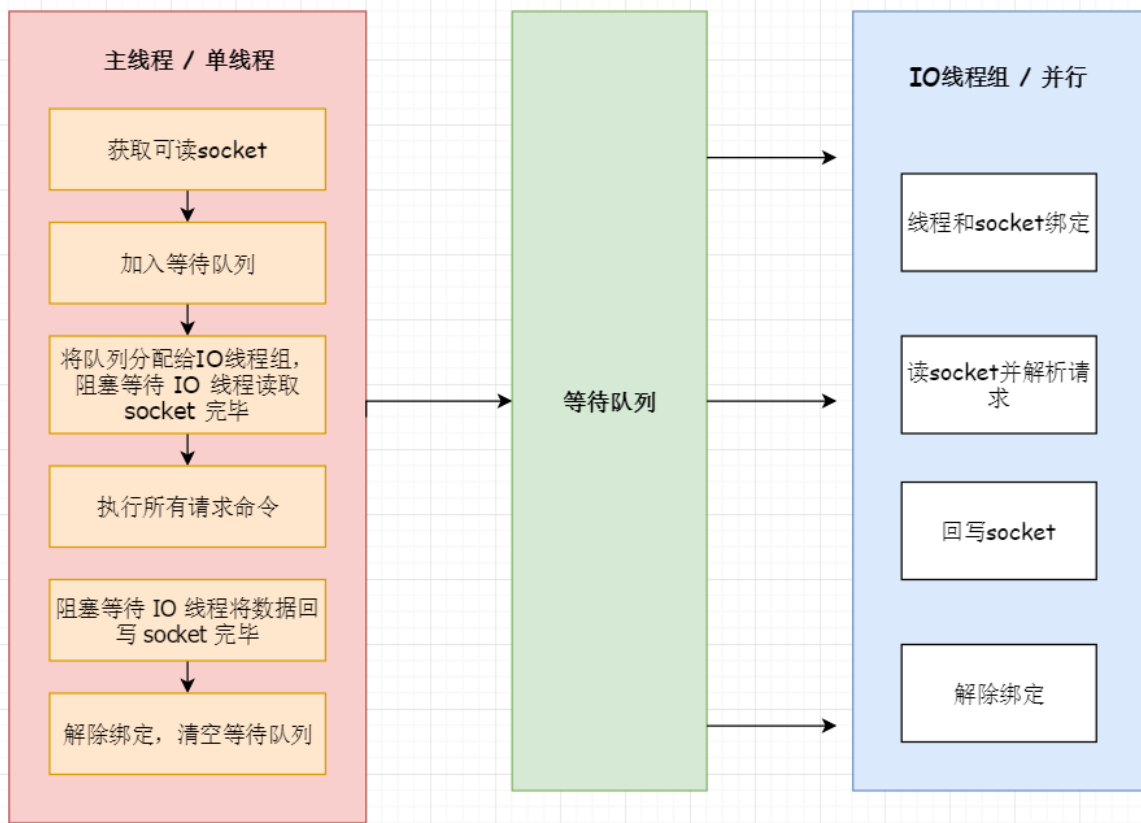 主线程 / 单线程
获取可读socket
加入等待队列
将队列分配给IO线程组，
阻塞等待 IO 线程读取
socket 完毕
执行所有请求命令
阻塞等待 IO 线程将数据回
写 socket 完毕
解除绑定，清空等待队列
等待队列
IO线程组 / 并行
线程和socket绑定
读socket并解析请
求
回写socket
解除绑定